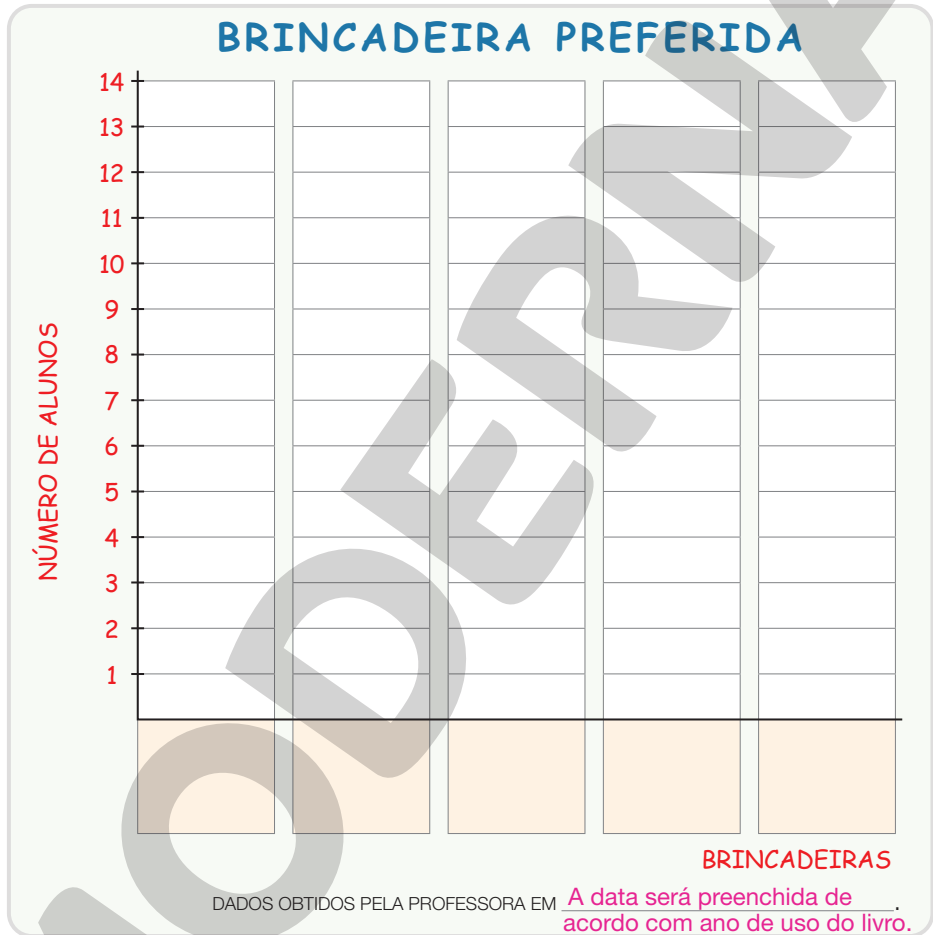 BRINCADEIRA PREFERIDA
14
13
12
11
10
9
8
7
6
5
4
3
2
1
NÚMERO DE ALUNOS
BRINCADEIRAS
DADOS OBTIDOS PELA PROFESSORA EM A data será preenchida de
acordo com ano de uso do livro.
MODERNA